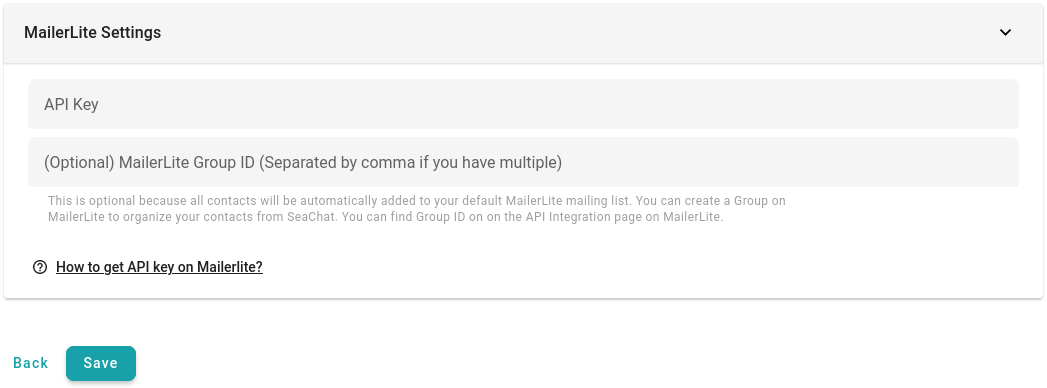 MailerLite Settings
API Key
(Optional) MailerLite Group ID (Separated by comma if you have multiple)
This is optional because all contacts will be automatically added to your default MailerLite mailing list. You can create a Group on
MailerLite to organize your contacts from SeaChat. You can find Group ID on on the API Integration page on MailerLite.
How to get API key on Mailerlite?
Back Save